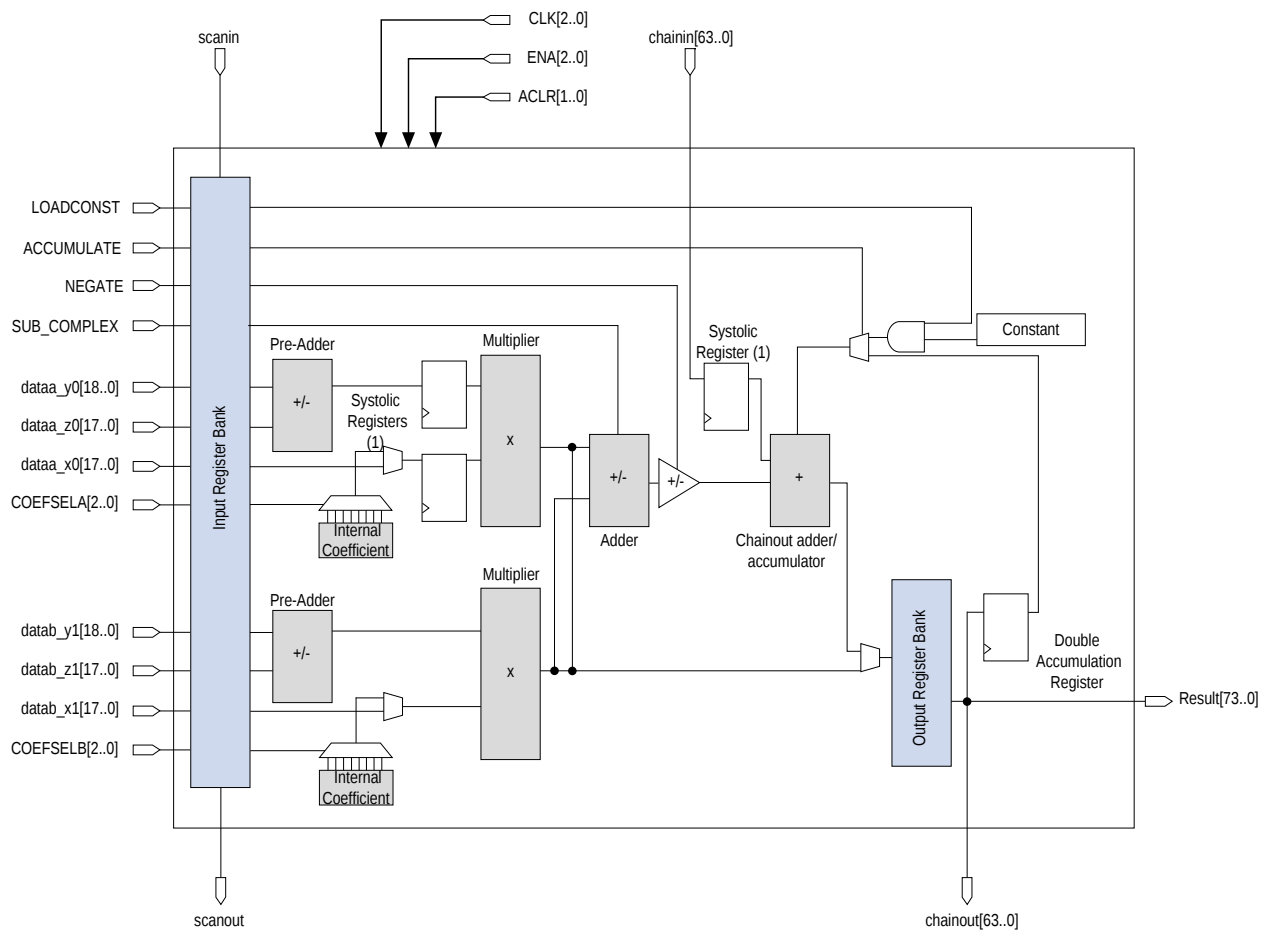 CLK[2..0]
scanin
chainin[63..0]
ENA[2..0]
ACLR[1..0]
LOADCONST
ACCUMULATE
NEGATE
SUB_COMPLEX
Systolic
Register (1)
Constant
Pre-Adder
Multiplier
dataa_y0[18..0]
+/-
Systolic
Registers
(1)
dataa_z0[17..0]
x
dataa_x0[17..0]
COEFSELA[2..0]
Internal
Coefficient
Input Register Bank
+/-
Adder
+/-
+
Chainout adder/
accumulator
Multiplier
Pre-Adder
datab_y1[18..0]
+/-
datab_z1[17..0]
x
datab_x1[17..0]
COEFSELB[2..0]
Internal
Coefficient
Output Register Bank
Double
Accumulation
Register
Result[73..0]
scanout
chainout[63..0]